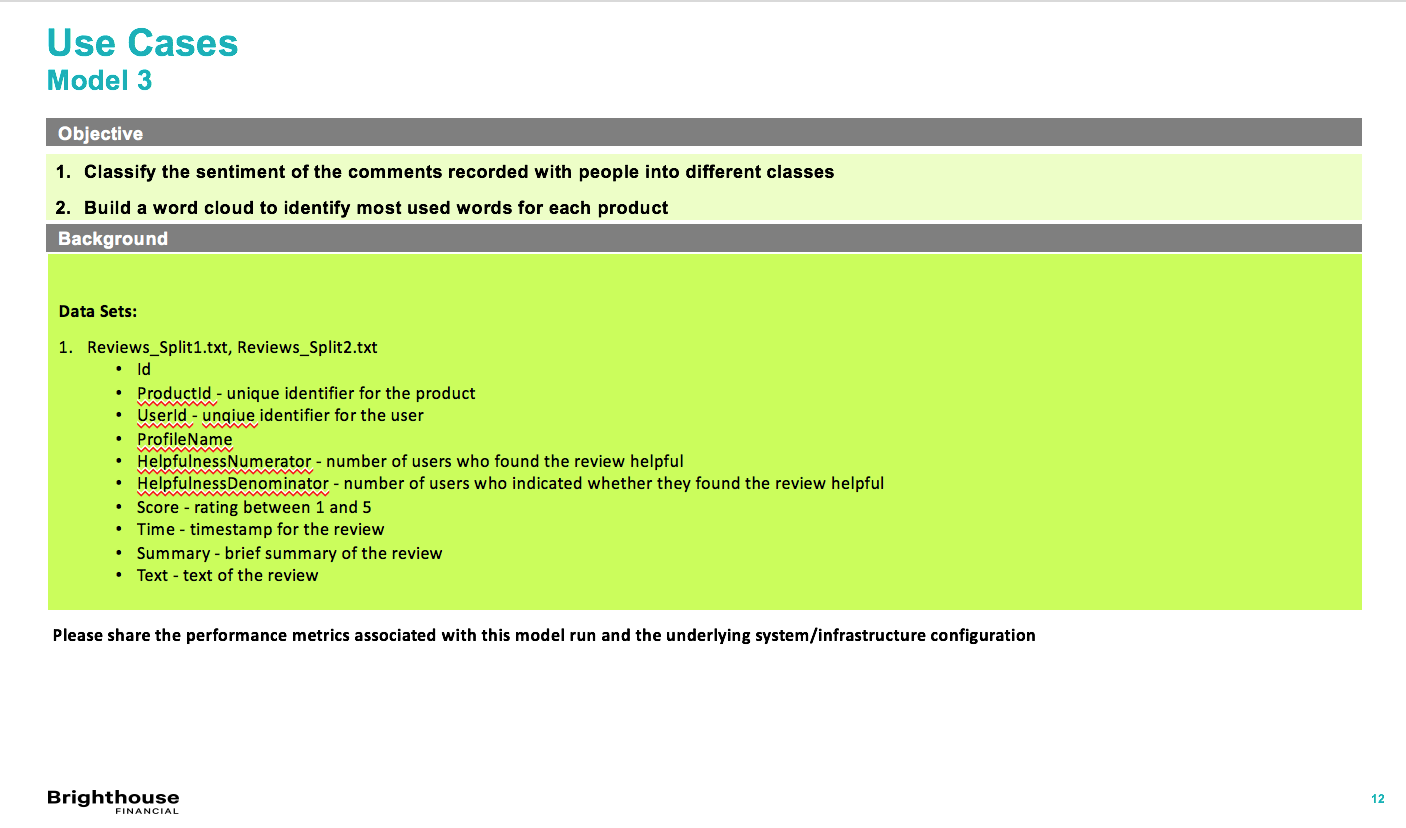 Use Cases
Model 3
Objective
1. Classify the sentiment of the comments recorded with people into different classes
2. Build a word cloud to identify most used words for each product
Background
Data Sets:
1. Reviews_Split1.txt, Reviews_Split2.txt
• Id
• ProductId - unique identifier for the product
• UserId - unqiue identifier for the user
• ProfileName
• HelpfulnessNumerator - number of users who found the review helpful
• HelpfulnessDenominator - number of users who indicated whether they found the review helpful
• Score - rating between 1 and 5
• Time - timestamp for the review
• Summary - brief summary of the review
• Text - text of the review
Please share the performance metrics associated with this model run and the underlying system/infrastructure configuration
Brighthouse
FINANCIAL
12